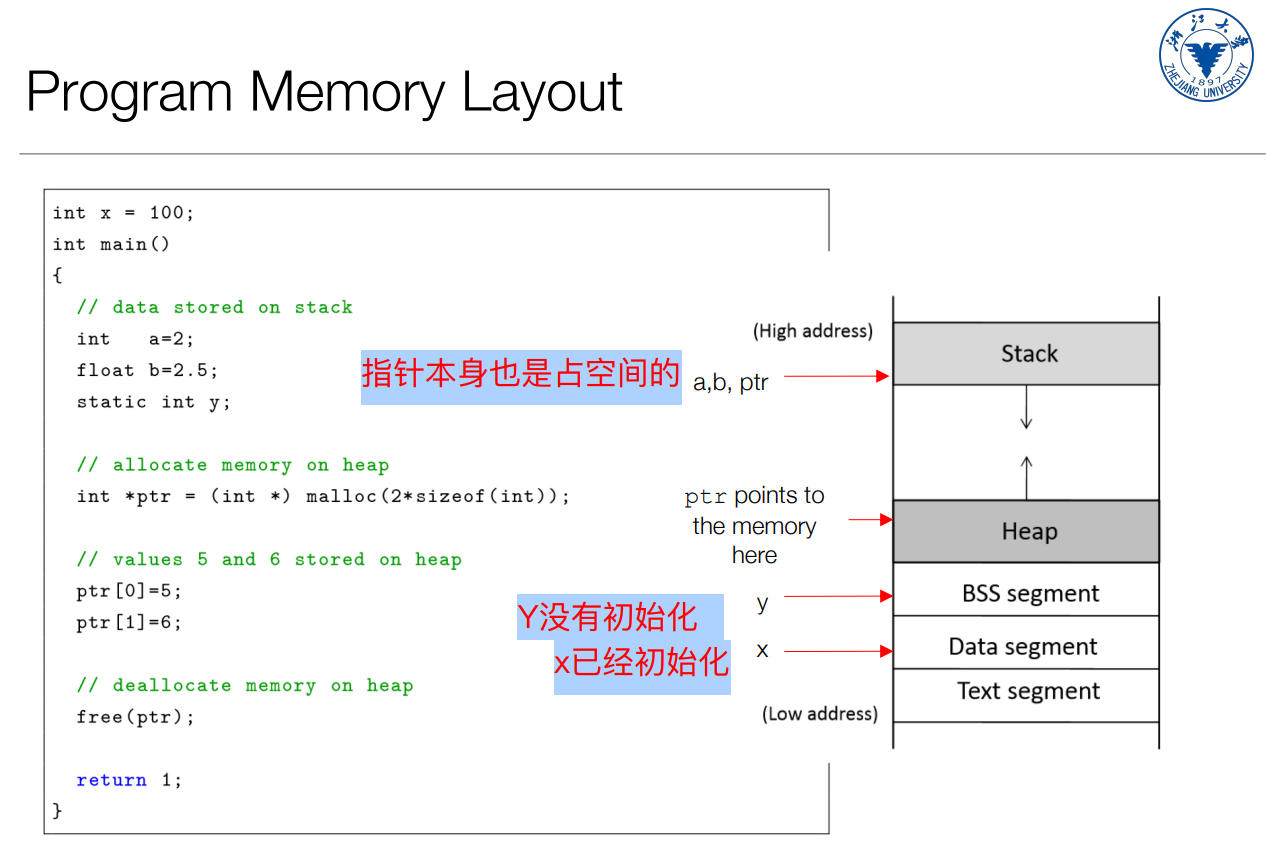 浙江大学
ZHEJIANG UNIVERSITY
1897
Program Memory Layout
int x = 100;
int main()
{
// data stored on stack
int   a=2;
float b=2.5;
static int y;
指针本身也是占空间的
// allocate memory on heap
int *ptr = (int *) malloc(2*sizeof(int));
// values 5 and 6 stored on heap
ptr[0]=5;
ptr[1]=6;
Y没有初始化
x已经初始化
// deallocate memory on heap
free(ptr);
return 1;
}
(High address)
Stack
a,b, ptr
ptr points to
the memory
here
Heap
y
BSS segment
x
Data segment
Text segment
(Low address)